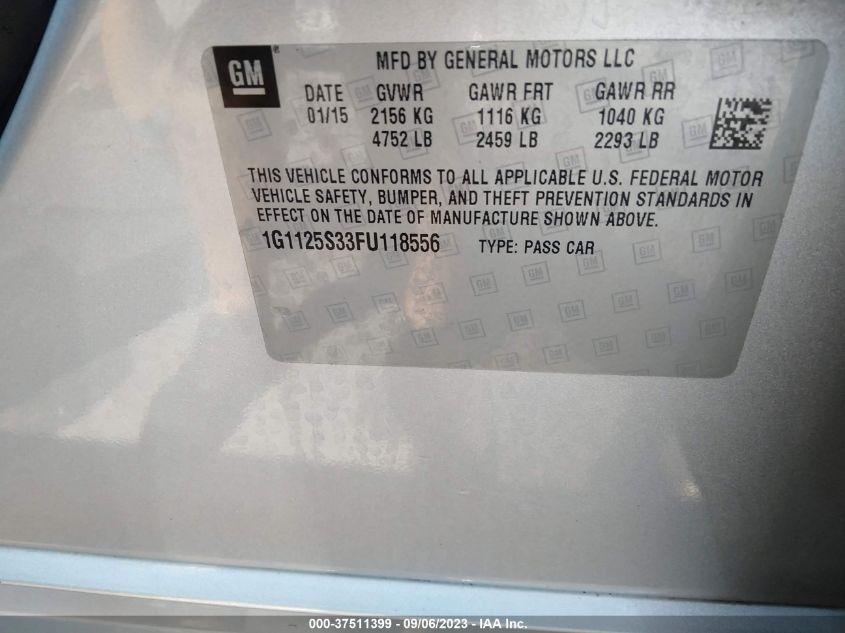 GM
MFD BY GENERAL MOTORS LLC
DATE GVWR GAWR FRT GAWR RR
01/15 2156 KG 1116 KG 1040 KG
4752 LB 2459 LB 2293 LB
THIS VEHICLE CONFORMS TO ALL APPLICABLE U.S. FEDERAL MOTOR
VEHICLE SAFETY, BUMPER, AND THEFT PREVENTION STANDARDS IN
EFFECT ON THE DATE OF MANUFACTURE SHOWN ABOVE.
1G1125S33FU118556 TYPE: PASS CAR
000-37511399 - 09/06/2023 - IAA Inc.